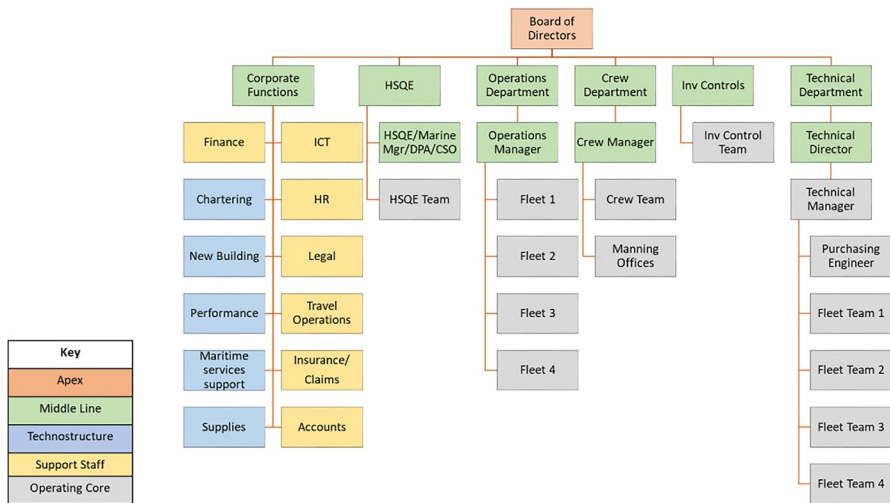 Board of
Directors
Corporate
Functions
HSQE
Operations
Department
Crew
Department
Inv Controls
Technical
Department
Finance
ICT
HSQE/Marine
Mgr/DPA/CSO
Operations
Manager
Crew Manager
Inv Control
Team
Technical
Director
Chartering
HR
HSQE Team
Fleet 1
Crew Team
Technical
Manager
New Building
Legal
Fleet 2
Manning
Offices
Purchasing
Engineer
Performance
Travel
Operations
Fleet 3
Fleet Team 1
Maritime
services
support
Insurance/
Claims
Fleet 4
Fleet Team 2
Supplies
Accounts
Fleet Team 3
Fleet Team 4
Key
Apex
Middle Line
Technostructure
Support Staff
Operating Core